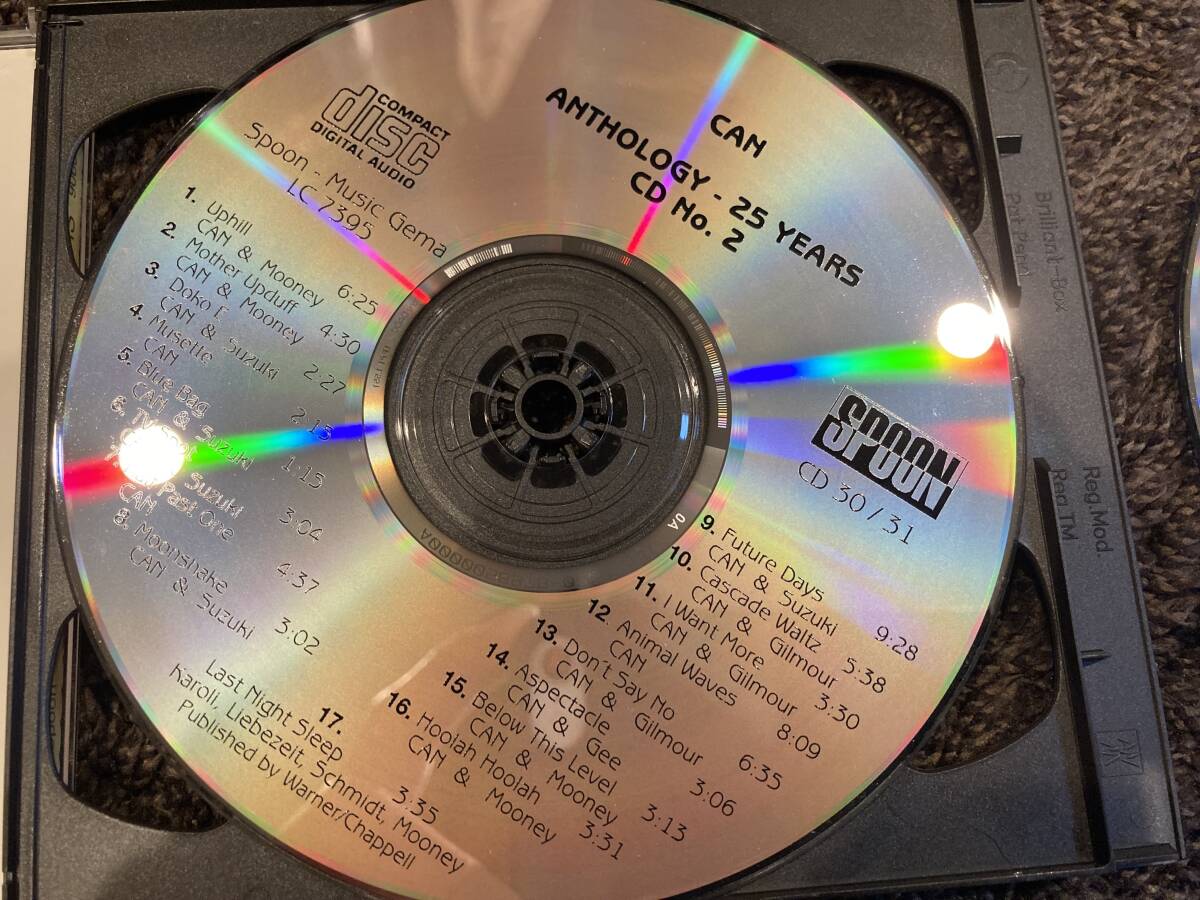 CAN
ANTHOLOGY - 25 YEARS
CD No. 2
COMPACT
disc
DIGITAL AUDIO
Spoon - Music Gema
LC 7395
1. Uphill 6:25
CAN & Mooney
2. Mother Upduff 4:30
CAN & Mooney
3. Doko E 2:27
CAN & Suzuki
4. Musette 2:13
CAN
5. Blue Bag 1:15
CAN & Suzuki
6. 3:04
Suzuki
Past One 4:37
CAN
8. Moonshake 3:02
CAN & Suzuki
SPOON
CD 30 / 31
9. Future Days 9:28
CAN & Suzuki
10. Cascade Waltz 5:38
CAN & Gilmour
11. I Want More 3:30
CAN & Gilmour
12 Animal Waves 8:09
CAN
13. Don't Say No 6:35
CAN & Gilmour
14. Aspectacle 3:06
CAN & Gee
15. Below This Level 3:13
CAN & Mooney
16. Hoolah Hoolah 3:31
CAN & Mooney
17.
Last Night Sleep 3:35
Karoli, Liebezeit, Schmidt, Mooney
Published by Warner/Chappell
Brilliant-Box
Reg.Mod.
Reg.TM